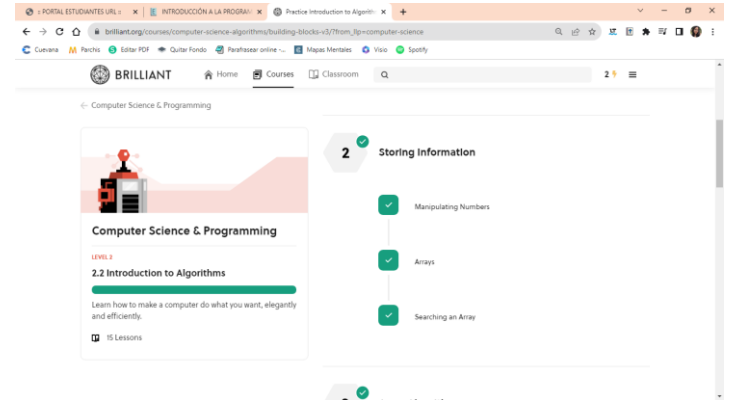 x PORTAL ESTUDIANTES URL x
INTRODUCCIÓN A LA PROGRAM
Practice Introduction to Algorith
brilliant.org/courses/computer-science-algorithms/building-blocks-v3/?from_llp=computer-science
Cuevana
Parchis
Editar PDF
Quitar Fondo
Parafrasear online -...
Mapas Mentales
Visio
Spotify
BRILLIANT
Home
Courses
Classroom
2
← Computer Science & Programming
Computer Science & Programming
LEVEL 2
2.2 Introduction to Algorithms
Learn how to make a computer do what you want, elegantly
and efficiently.
15 Lessons
2
Storing Information
Manipulating Numbers
Arrays
Searching an Array